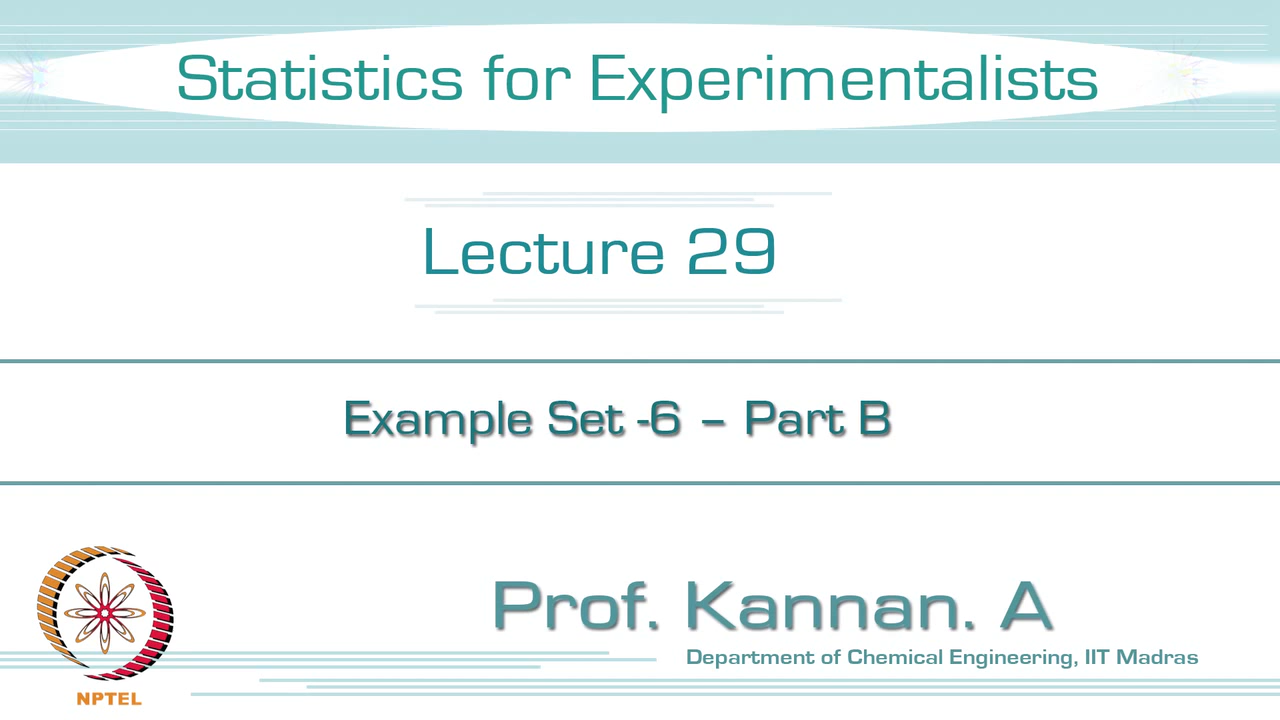 Statistics for Experimentalists
Lecture 29
Example Set -6 – Part B
Prof. Kannan. A
Department of Chemical Engineering, IIT Madras
NPTEL